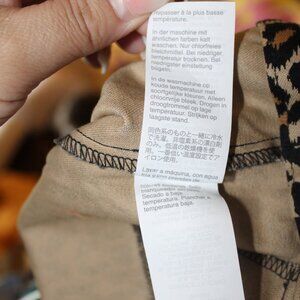 Repasser à la plus basse
température.
in der maschine mit
ähnlichen farben kalt
waschen. Nur chlorfreies
bleichmittel. Bei niedriger
temperatur trocknen. Bei
niedrigster einstellung
bügeln.
In de wasmachine op
koude temperatuur met
soortgelijke kleuren. Alleen
chloorvrije bleek. Drogen in
droogtrommel op lage
temperatuur. Strijken op
laagste stand.
同色系のものと一緒に冷水
で洗濯、非塩素系の漂白剤
のみ。低温の乾燥機を使
用。一番低い温度設定でア
イロン使用。
Lavar a máquina, con agua
Secado a baja
temperatura. Planchar a
temperatura baja.